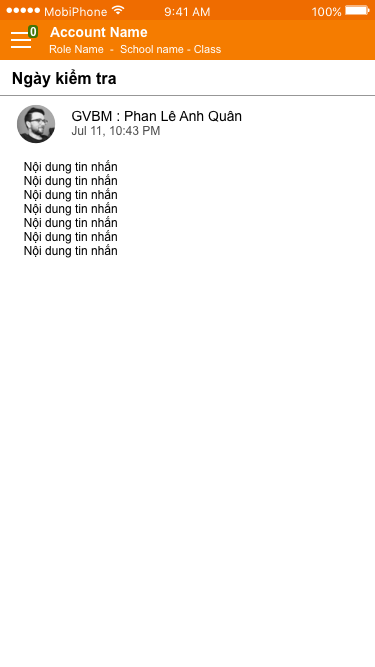 MobiPhone 9:41 AM 100%
0 Account Name
Role Name - School name - Class
Ngày kiểm tra
GVBM : Phan Lê Anh Quân
Jul 11, 10:43 PM
Nội dung tin nhắn
Nội dung tin nhắn
Nội dung tin nhắn
Nội dung tin nhắn
Nội dung tin nhắn
Nội dung tin nhắn
Nội dung tin nhắn